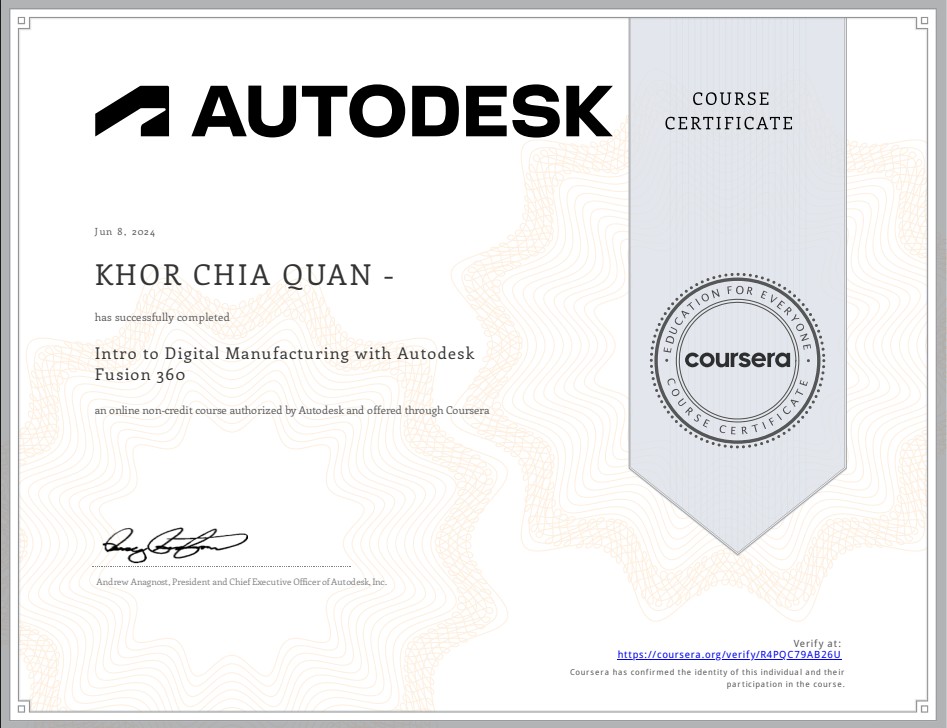 AUTODESK
COURSE
CERTIFICATE
Jun 8, 2024
KHOR CHIA QUAN -
has successfully completed
Intro to Digital Manufacturing with Autodesk
Fusion 360
an online non-credit course authorized by Autodesk and offered through Coursera
EDUCATION FOR EVERYONE
coursera
COURSE CERTIFICATE
Andrew Anagnost, President and Chief Executive Officer of Autodesk, Inc.
Verify at:
https://coursera.org/verify/R4PQC79AB26U
Coursera has confirmed the identity of this individual and their
participation in the course.